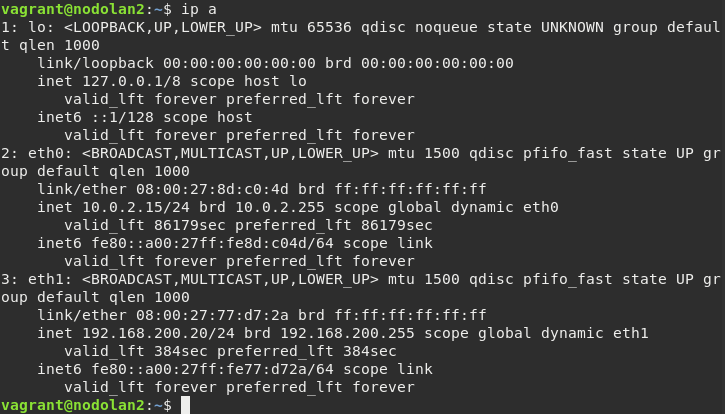 vagrant@nodolan2:~$ ip a
1: lo: <LOOPBACK,UP,LOWER_UP> mtu 65536 qdisc noqueue state UNKNOWN group defaul
t qlen 1000
    link/loopback 00:00:00:00:00:00 brd 00:00:00:00:00:00
    inet 127.0.0.1/8 scope host lo
       valid_lft forever preferred_lft forever
    inet6 ::1/128 scope host
       valid_lft forever preferred_lft forever
2: eth0: <BROADCAST,MULTICAST,UP,LOWER_UP> mtu 1500 qdisc pfifo_fast state UP gr
oup default qlen 1000
    link/ether 08:00:27:8d:c0:4d brd ff:ff:ff:ff:ff:ff
    inet 10.0.2.15/24 brd 10.0.2.255 scope global dynamic eth0
       valid_lft 86179sec preferred_lft 86179sec
    inet6 fe80::a00:27ff:fe8d:c04d/64 scope link
       valid_lft forever preferred_lft forever
3: eth1: <BROADCAST,MULTICAST,UP,LOWER_UP> mtu 1500 qdisc pfifo_fast state UP gr
oup default qlen 1000
    link/ether 08:00:27:77:d7:2a brd ff:ff:ff:ff:ff:ff
    inet 192.168.200.20/24 brd 192.168.200.255 scope global dynamic eth1
       valid_lft 384sec preferred_lft 384sec
    inet6 fe80::a00:27ff:fe77:d72a/64 scope link
       valid_lft forever preferred_lft forever
vagrant@nodolan2:~$